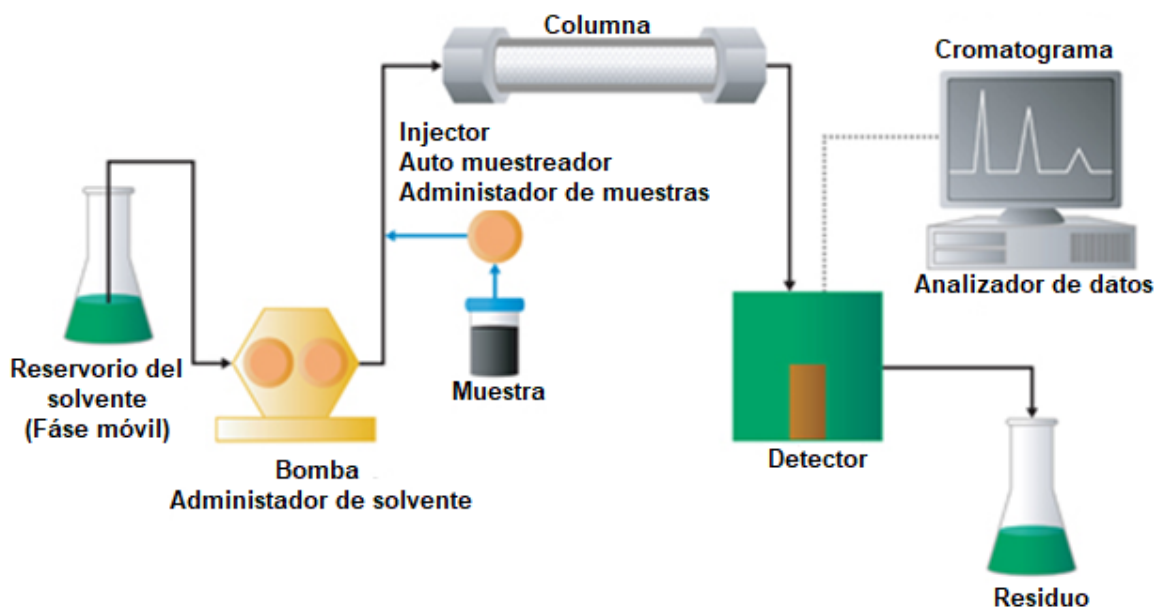 Columna
Cromatograma
Injector
Auto muestreador
Administador de muestras
Analizador de datos
Reservorio del
solvente
(Fáse móvil)
Muestra
Bomba
Administador de solvente
Detector
Residuo